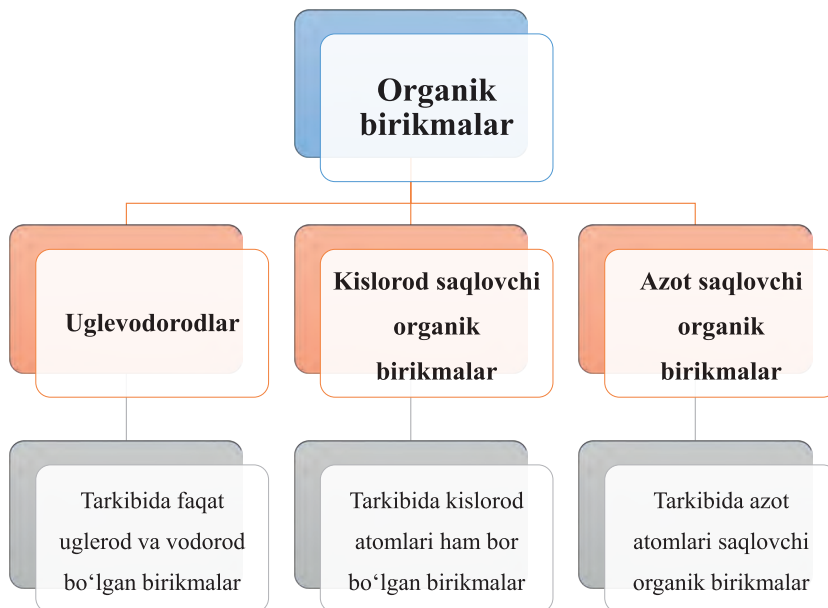 Organik
birikmalar
Uglevodorodlar
Kislorod saqlovchi
organik
birikmalar
Azot saqlovchi
organik
birikmalar
Tarkibida faqat
uglerod va vodorod
bo‘lgan birikmalar
Tarkibida kislorod
atomlari ham bor
bo‘lgan birikmalar
Tarkibida azot
atomlari saqlovchi
organik birikmalar